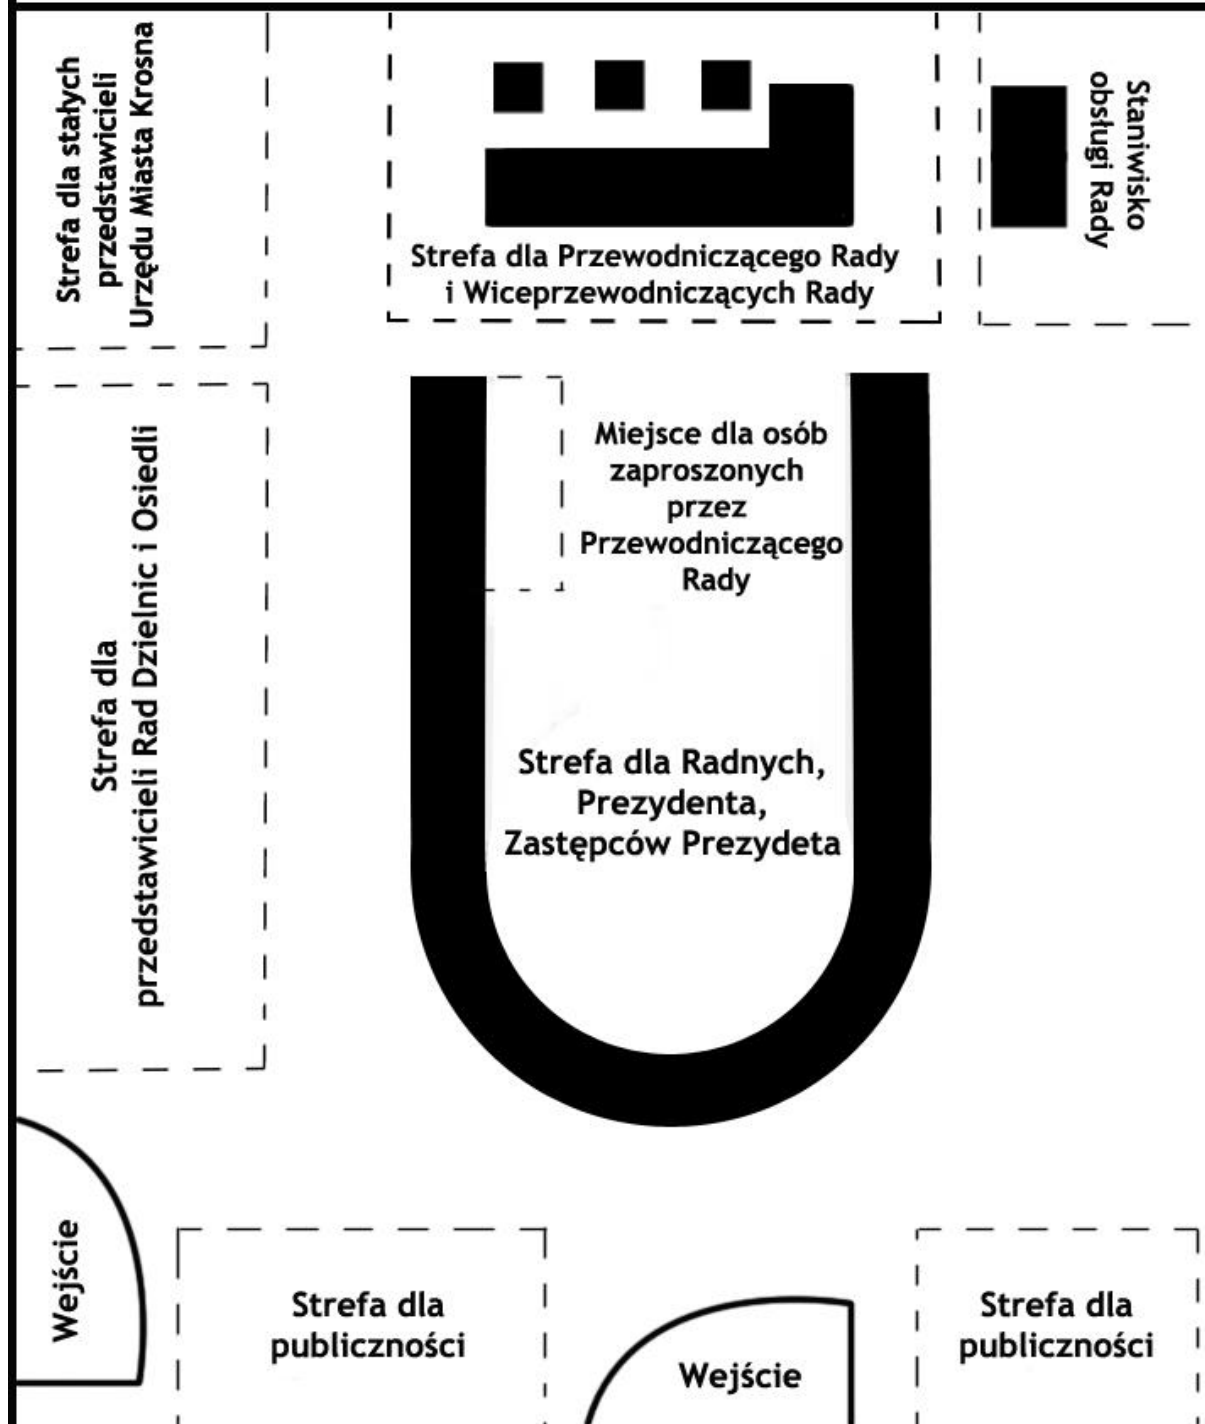 Strefa dla stałych
przedstawicieli
Urzędu Miasta Krosna
Strefa dla Przewodniczącego Rady
i Wiceprzewodniczących Rady
Staniwisko
obsługi Rady
Strefa dla
przedstawicieli Rad Dzielnic i Osiedli
Miejsce dla osób
zaproszonych
przez
Przewodniczącego
Rady
Strefa dla Radnych,
Prezydenta,
Zastępców Prezydeta
Wejście
Strefa dla
publiczności
Wejście
Strefa dla
publiczności